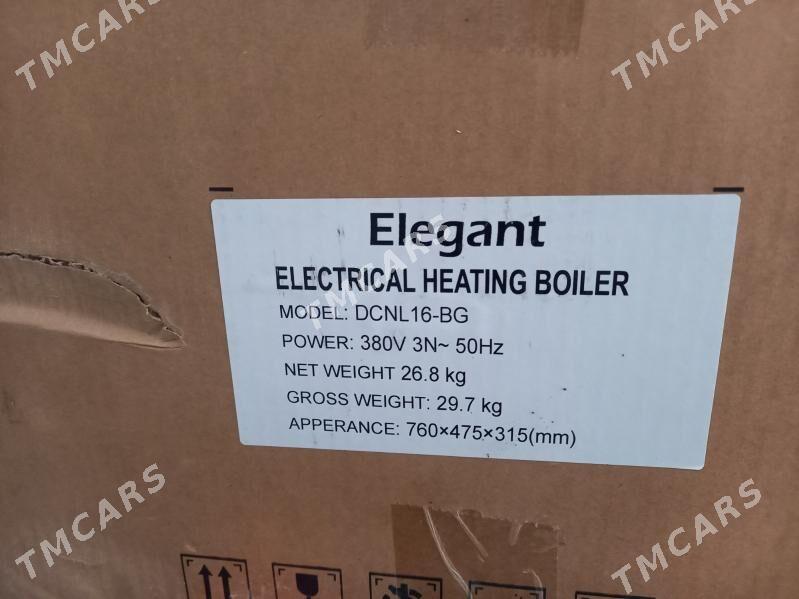 TMCARS
TMCARS
Elegant
TMCARS
ELECTRICAL HEATING BOILER
MODEL: DCNL16-BG
POWER: 380V 3N~ 50Hz
NET WEIGHT 26.8 kg
GROSS WEIGHT: 29.7 kg
APPERANCE: 760×475×315(mm)
TMCARS
TMCARS